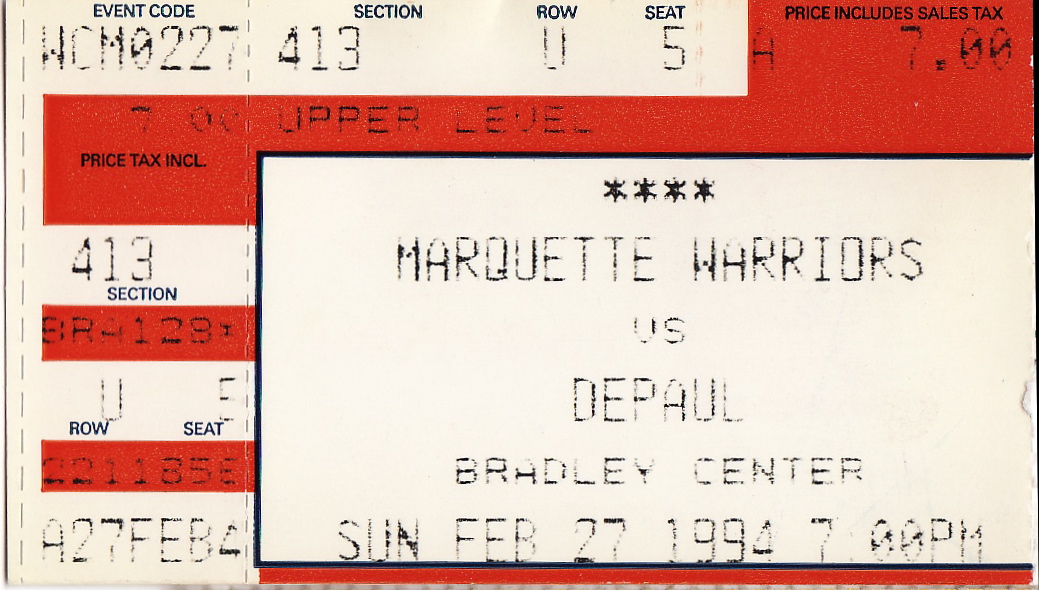 EVENT CODE SECTION ROW SEAT PRICE INCLUDES SALES TAX
WCM0227 413 U 5 A 7.00
7.00 UPPER LEVEL
PRICE TAX INCL.
****
413
MARQUETTE WARRIORS
SECTION
VS
U 5
DEPAUL
ROW SEAT
BRADLEY CENTER
A27FEB4
SUN FEB 27 1994 7:00PM